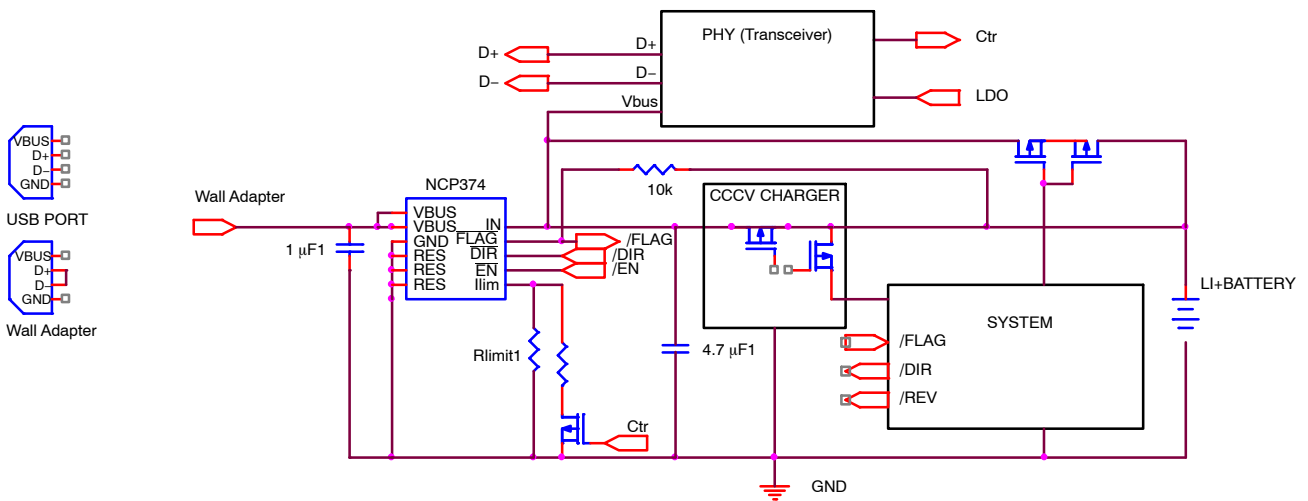 PHY (Transceiver)
D+
D−
Vbus
D+
D−
Ctr
LDO
VBUS
D+
D−
GND
USB PORT
VBUS
D+
D−
GND
Wall Adapter
Wall Adapter
1 µF1
NCP374
VBUS
VBUS
GND
RES
RES
RES
IN
FLAG
DIR
EN
Ilim
/FLAG
/DIR
/EN
10k
CCCV CHARGER
Rlimit1
4.7 µF1
Ctr
GND
SYSTEM
/FLAG
/DIR
/REV
LI+BATTERY